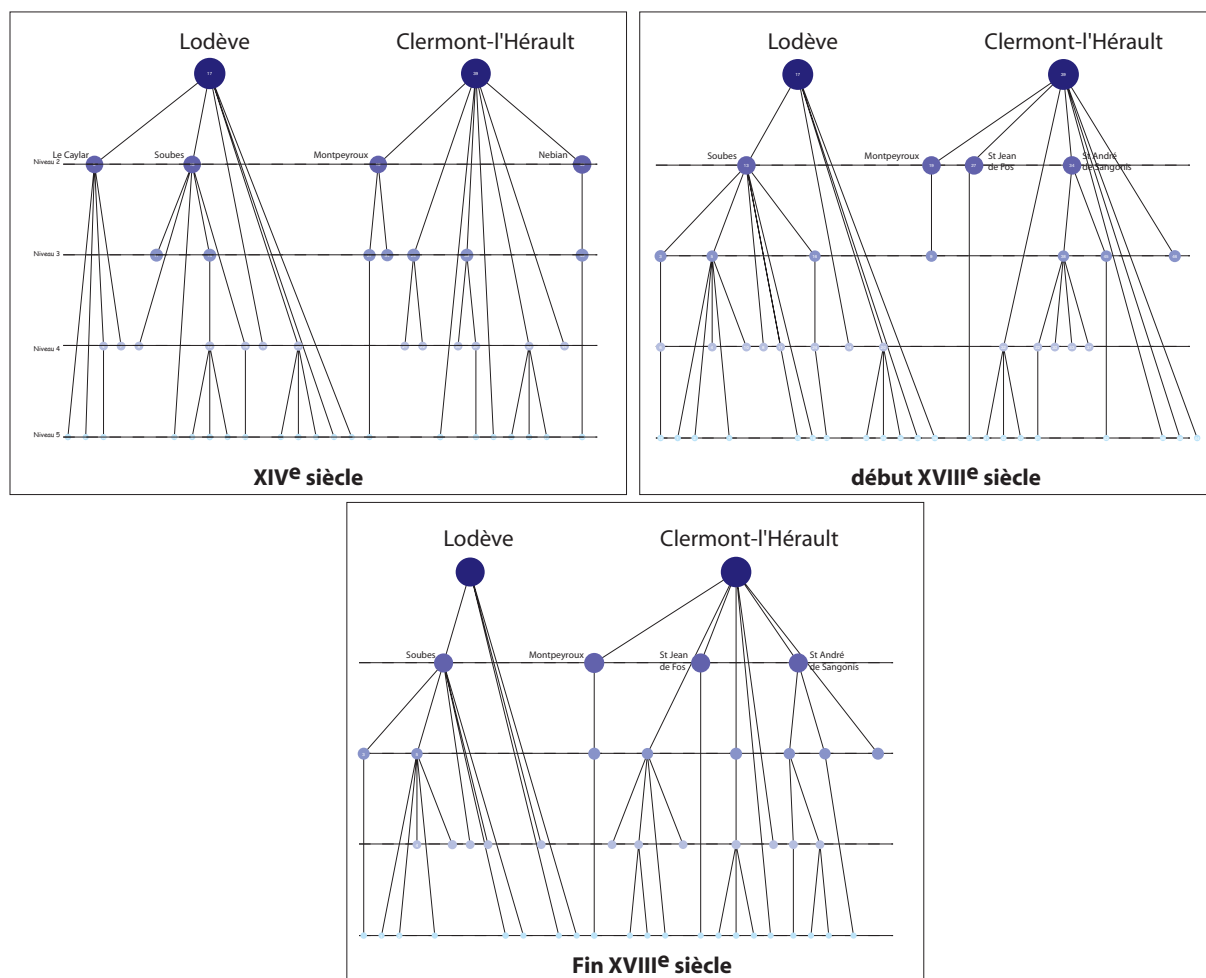 Lodève
Clermont-l'Hérault
17
Le Caylar
Soubes
Montpeyroux
Nebian
Niveau 2
Niveau 3
Niveau 4
Niveau 5
XIVe siècle
Lodève
Clermont-l'Hérault
Soubes
Montpeyroux
St Jean
de Fos
St André
de Sangonis
début XVIIIe siècle
Lodève
Clermont-l'Hérault
Soubes
Montpeyroux
St Jean
de Fos
St André
de Sangonis
Fin XVIIIe siècle